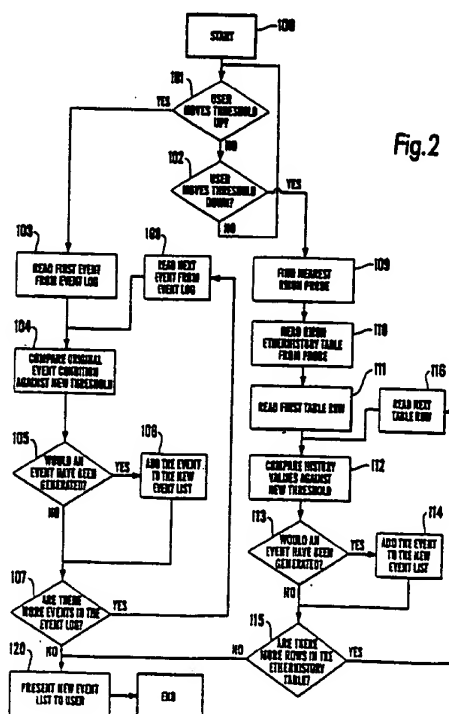 100
START
101
YES
USER
MOVES THRESHOLD
UP?
NO
102
Fig.2
USER
MOVES THRESHOLD
DOWN?
YES
NO
103
READ FIRST EVENT
FROM EVENT LOG
108
READ NEXT
EVENT FROM
EVENT LOG
109
FIND NEAREST
RMON PROBE
104
COMPARE ORIGINAL
EVENT CONDITION
AGAINST NEW THRESHOLD
110
READ RMON
ETHERHISTORY TABLE
FROM PROBE
111
READ FIRST TABLE ROW
116
READ NEXT
TABLE ROW
105
WOULD AN
EVENT HAVE BEEN
GENERATED?
YES
NO
106
ADD THE EVENT
TO THE NEW
EVENT LIST
112
COMPARE HISTORY
VALUES AGAINST
NEW THRESHOLD
113
WOULD AN
EVENT HAVE BEEN
GENERATED?
YES
NO
114
ADD THE EVENT
TO THE NEW
EVENT LIST
107
ARE THERE
MORE EVENTS IN THE
EVENT LOG?
YES
NO
115
ARE THERE
MORE ROWS IN THE
ETHERHISTORY
TABLE?
NO
YES
120
PRESENT NEW EVENT
LIST TO USER
END